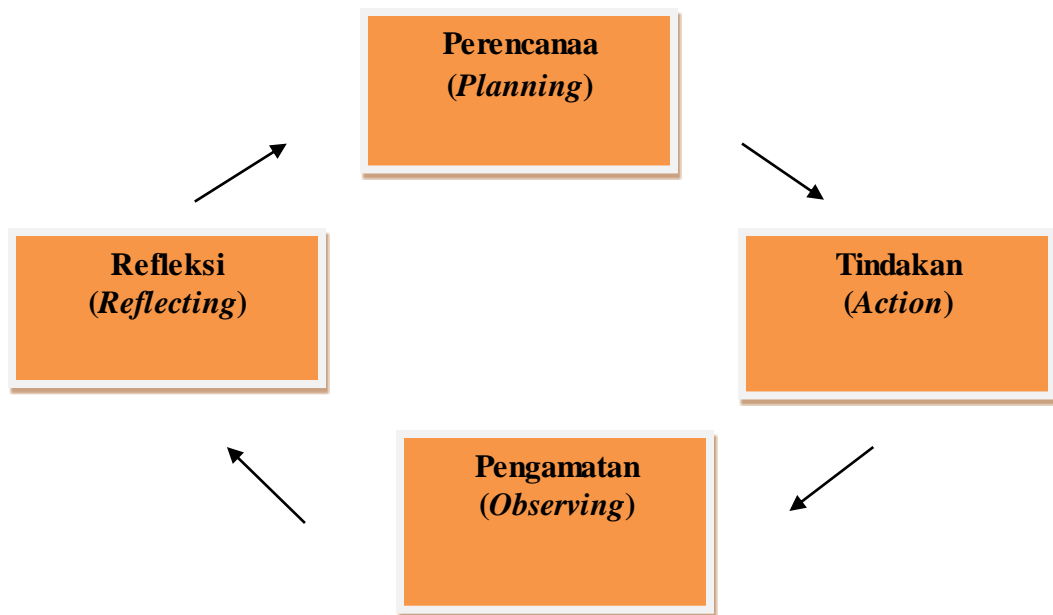 Perencanaa
(Planning)
Refleksi
(Reflecting)
Tindakan
(Action)
Pengamatan
(Observing)